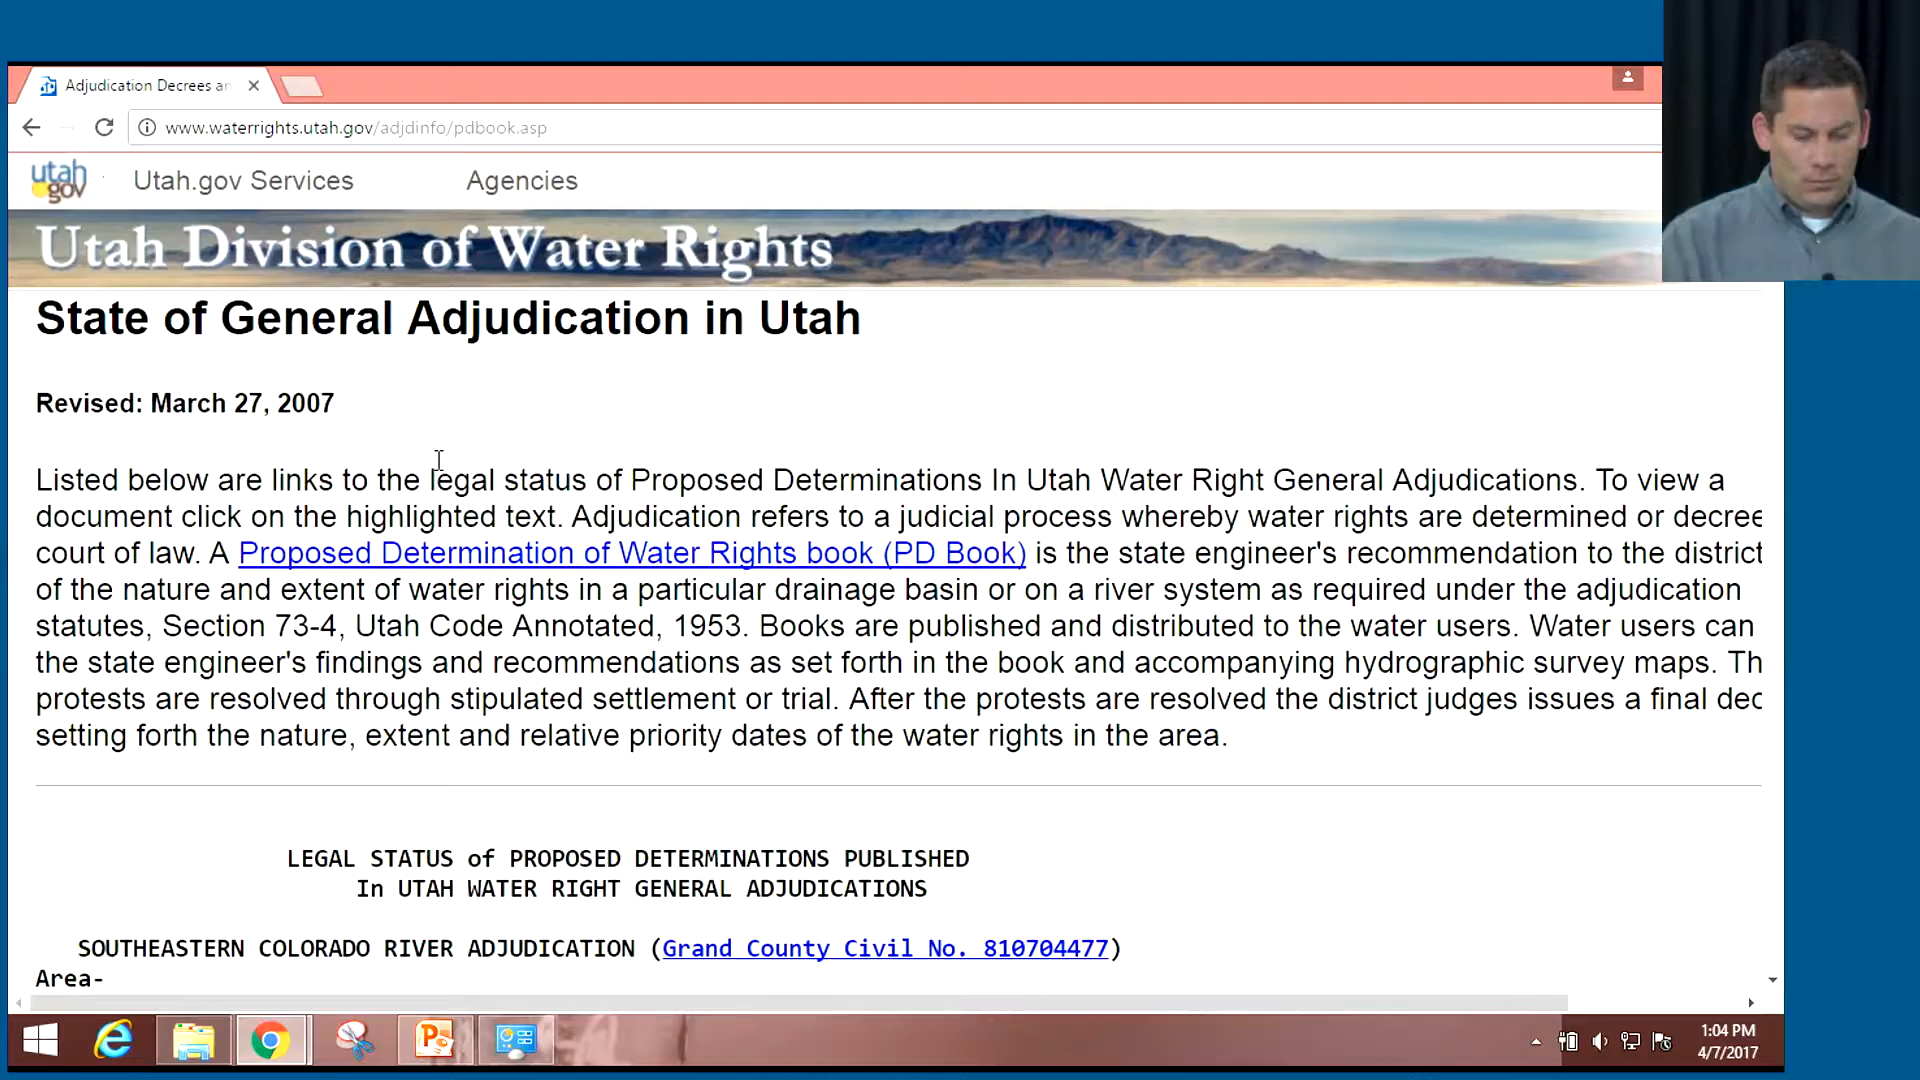 Adjudication Decrees ar
www.waterrights.utah.gov/adjdinfo/pdbook.asp
utah
gov
Utah.gov Services
Agencies
Utah Division of Water Rights
State of General Adjudication in Utah
Revised: March 27, 2007
Listed below are links to the legal status of Proposed Determinations In Utah Water Right General Adjudications. To view a
document click on the highlighted text. Adjudication refers to a judicial process whereby water rights are determined or decree
court of law. A Proposed Determination of Water Rights book (PD Book) is the state engineer's recommendation to the district
of the nature and extent of water rights in a particular drainage basin or on a river system as required under the adjudication
statutes, Section 73-4, Utah Code Annotated, 1953. Books are published and distributed to the water users. Water users can
the state engineer's findings and recommendations as set forth in the book and accompanying hydrographic survey maps. Th
protests are resolved through stipulated settlement or trial. After the protests are resolved the district judges issues a final dec
setting forth the nature, extent and relative priority dates of the water rights in the area.
LEGAL STATUS of PROPOSED DETERMINATIONS PUBLISHED
In UTAH WATER RIGHT GENERAL ADJUDICATIONS
SOUTHEASTERN COLORADO RIVER ADJUDICATION (Grand County Civil No. 810704477)
Area-
1:04 PM
4/7/2017